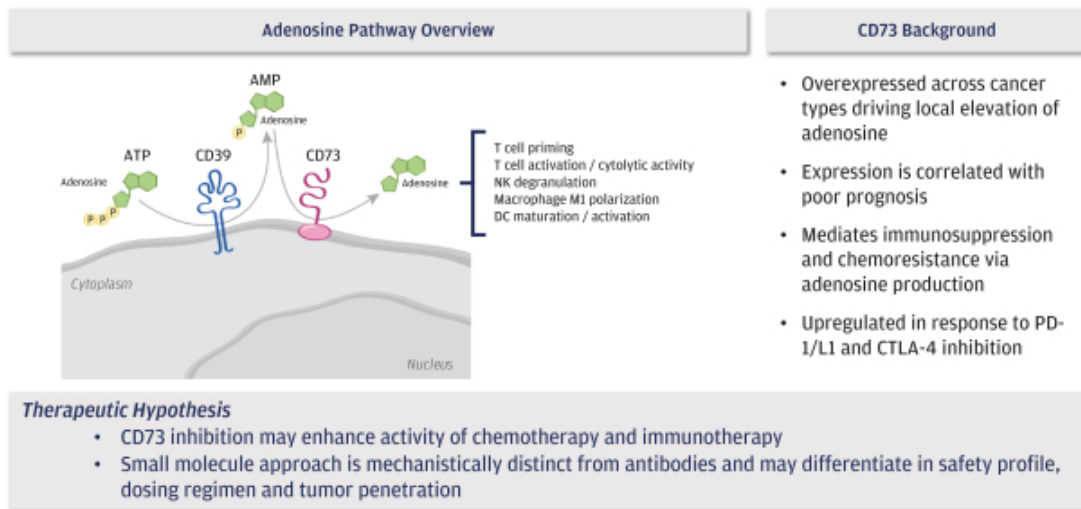 Adenosine Pathway Overview
AMP
Adenosine
P
ATP
CD39
CD73
Adenosine
P P P
Adenosine
T cell priming
T cell activation / cytolytic activity
NK degranulation
Macrophage M1 polarization
DC maturation / activation
Cytoplasm
Nucleus
CD73 Background
• Overexpressed across cancer
types driving local elevation of
adenosine
• Expression is correlated with
poor prognosis
• Mediates immunosuppression
and chemoresistance via
adenosine production
• Upregulated in response to PD-
1/L1 and CTLA-4 inhibition
Therapeutic Hypothesis
• CD73 inhibition may enhance activity of chemotherapy and immunotherapy
• Small molecule approach is mechanistically distinct from antibodies and may differentiate in safety profile,
dosing regimen and tumor penetration